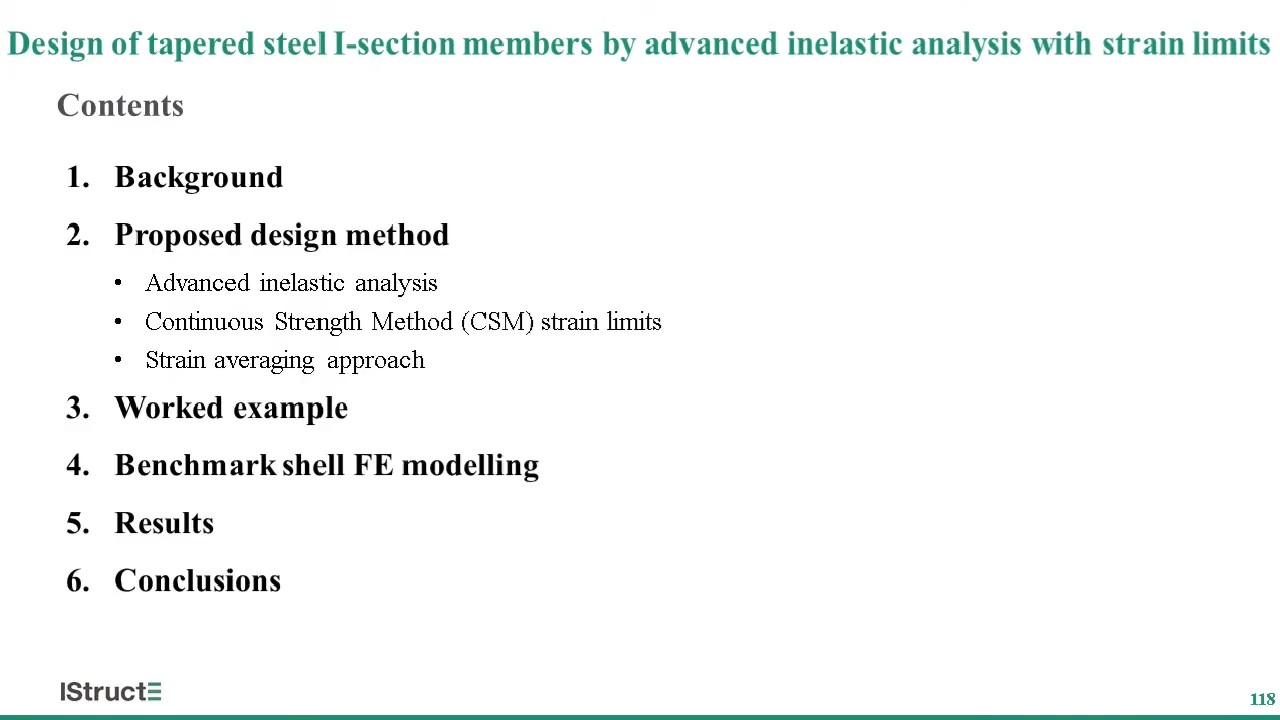 Design of tapered steel I-section members by advanced inelastic analysis with strain limits
Contents
1. Background
2. Proposed design method
• Advanced inelastic analysis
• Continuous Strength Method (CSM) strain limits
• Strain averaging approach
3. Worked example
4. Benchmark shell FE modelling
5. Results
6. Conclusions
IStructE
118